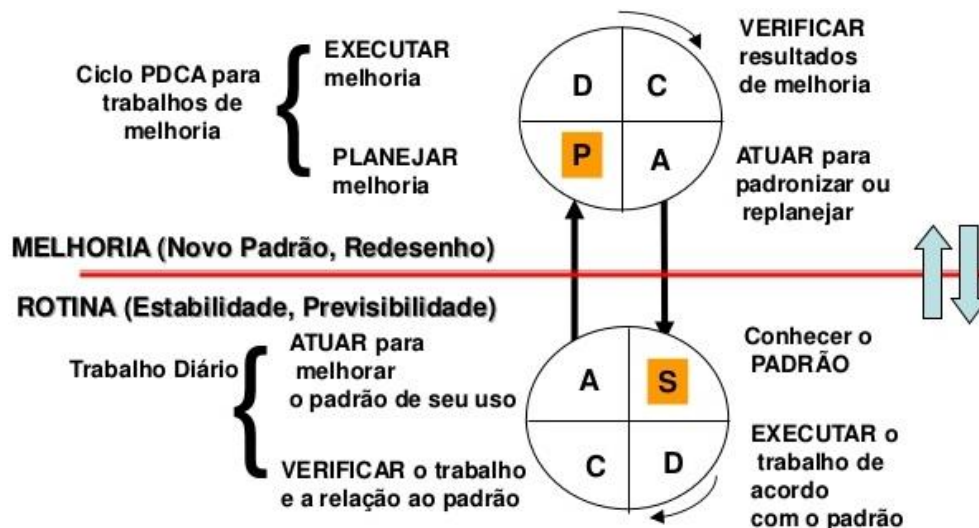 Ciclo PDCA para
trabalhos de
melhoria
EXECUTAR
melhoria
PLANEJAR
melhoria
D
C
P
A
VERIFICAR
resultados
de melhoria
ATUAR para
padronizar ou
replanejar
MELHORIA (Novo Padrão, Redesenho)
ROTINA (Estabilidade, Previsibilidade)
Trabalho Diário
ATUAR para
melhorar
o padrão de seu uso
VERIFICAR o trabalho
e a relação ao padrão
A
S
C
D
Conhecer o
PADRÃO
EXECUTAR o
trabalho de
acordo
com o padrão